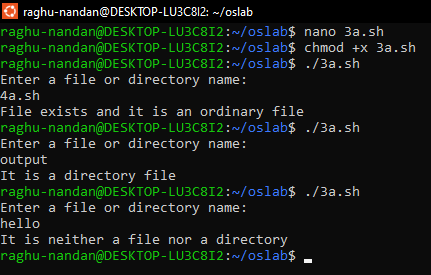 raghu-nandan@DESKTOP-LU3C8I2: ~/oslab
raghu-nandan@DESKTOP-LU3C8I2:~/oslab$ nano 3a.sh
raghu-nandan@DESKTOP-LU3C8I2:~/oslab$ chmod +x 3a.sh
raghu-nandan@DESKTOP-LU3C8I2:~/oslab$ ./3a.sh
Enter a file or directory name:
4a.sh
File exists and it is an ordinary file
raghu-nandan@DESKTOP-LU3C8I2:~/oslab$ ./3a.sh
Enter a file or directory name:
output
It is a directory file
raghu-nandan@DESKTOP-LU3C8I2:~/oslab$ ./3a.sh
Enter a file or directory name:
hello
It is neither a file nor a directory
raghu-nandan@DESKTOP-LU3C8I2:~/oslab$